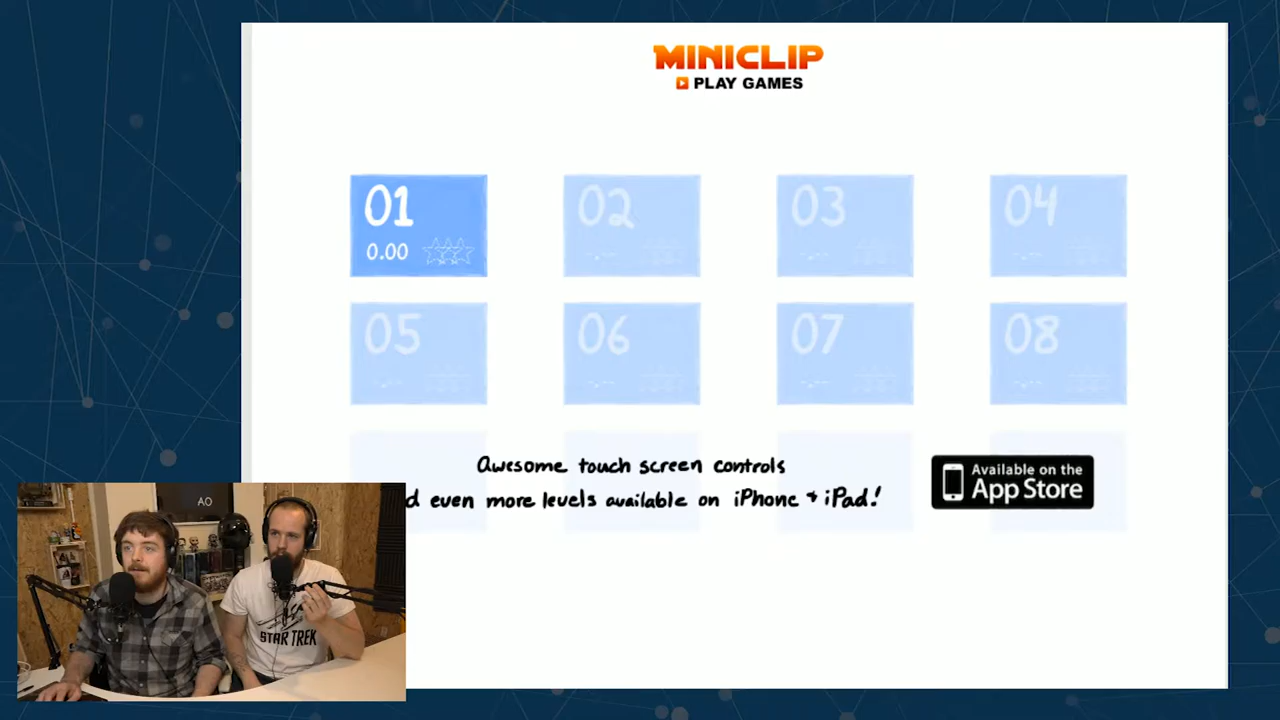 MINICLIP
PLAY GAMES
01
0.00
02
03
04
05
06
07
08
Awesome touch screen controls
even more levels available on iPhone + iPad!
Available on the
App Store
AO
STAR TREK